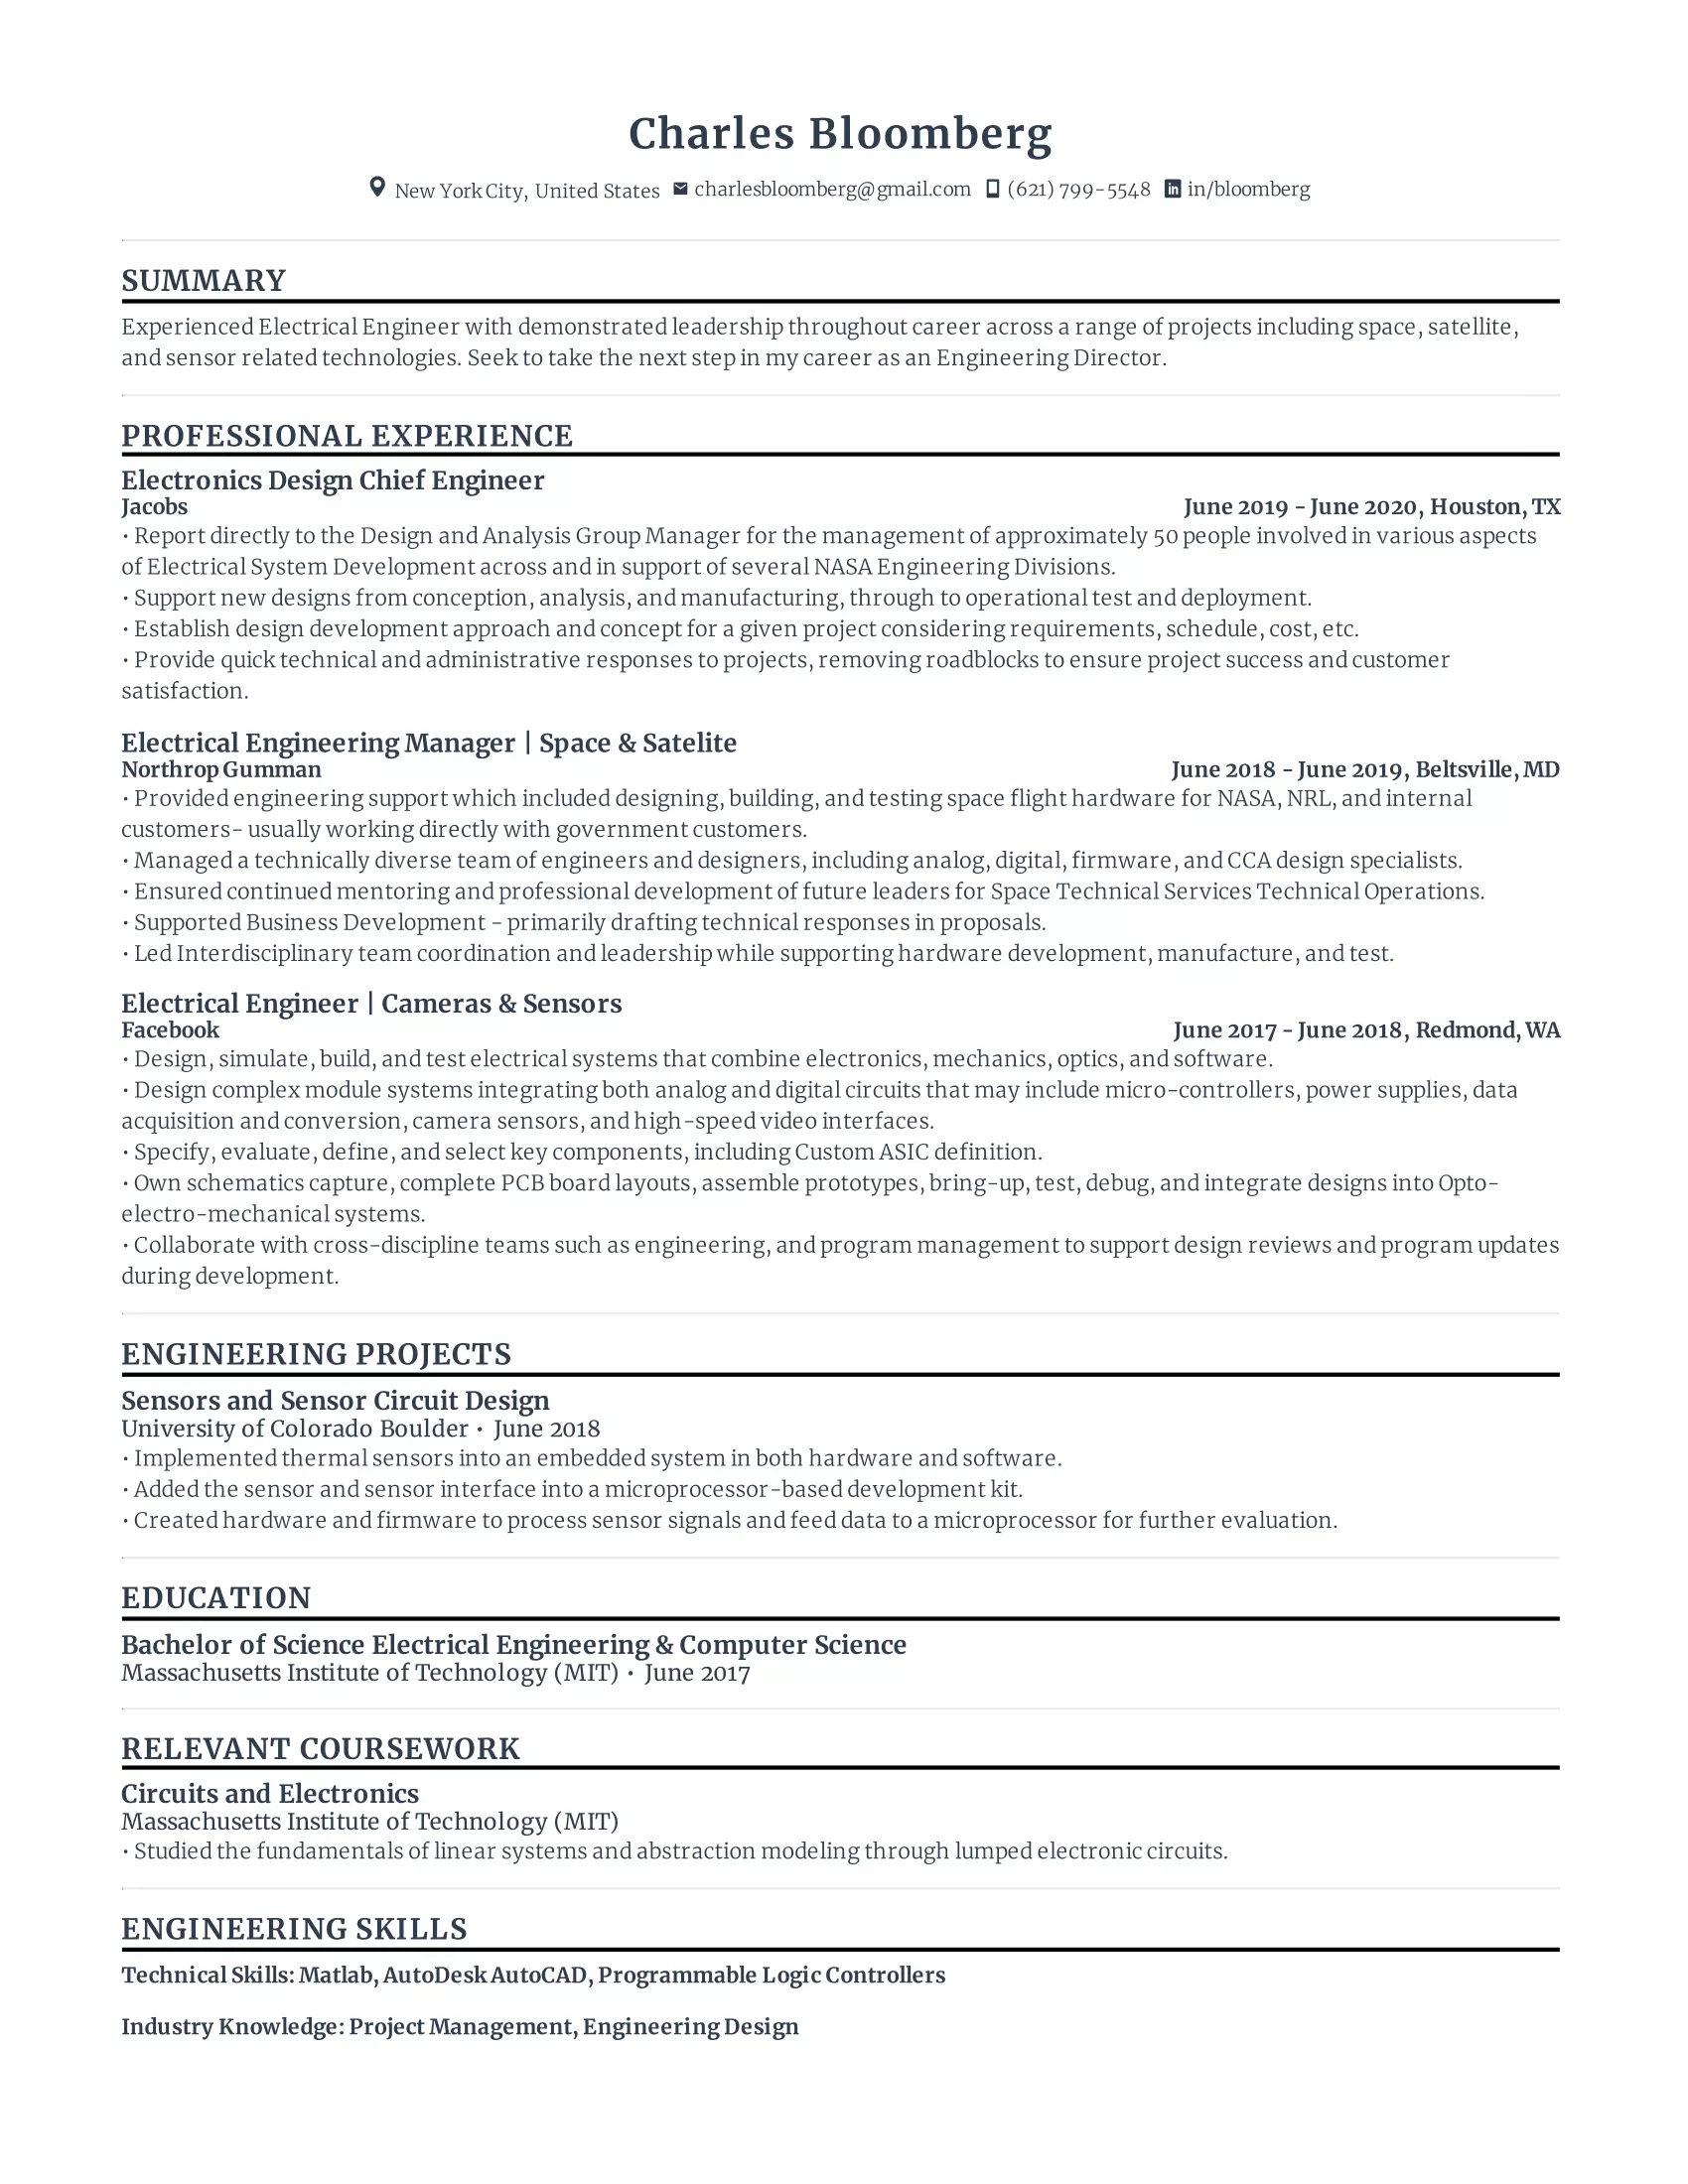 Charles Bloomberg
New York City, United States charlesbloomberg@gmail.com (621) 799-5548 in/bloomberg
SUMMARY
Experienced Electrical Engineer with demonstrated leadership throughout career across a range of projects including space, satellite,
and sensor related technologies. Seek to take the next step in my career as an Engineering Director.
PROFESSIONAL EXPERIENCE
Electronics Design Chief Engineer
Jacobs June 2019 - June 2020, Houston, TX
• Report directly to the Design and Analysis Group Manager for the management of approximately 50 people involved in various aspects
of Electrical System Development across and in support of several NASA Engineering Divisions.
• Support new designs from conception, analysis, and manufacturing, through to operational test and deployment.
• Establish design development approach and concept for a given project considering requirements, schedule, cost, etc.
• Provide quick technical and administrative responses to projects, removing roadblocks to ensure project success and customer
satisfaction.
Electrical Engineering Manager | Space & Satelite
Northrop Gumman June 2018 - June 2019, Beltsville, MD
• Provided engineering support which included designing, building, and testing space flight hardware for NASA, NRL, and internal
customers- usually working directly with government customers.
• Managed a technically diverse team of engineers and designers, including analog, digital, firmware, and CCA design specialists.
• Ensured continued mentoring and professional development of future leaders for Space Technical Services Technical Operations.
• Supported Business Development - primarily drafting technical responses in proposals.
• Led Interdisciplinary team coordination and leadership while supporting hardware development, manufacture, and test.
Electrical Engineer | Cameras & Sensors
Facebook June 2017 - June 2018, Redmond, WA
• Design, simulate, build, and test electrical systems that combine electronics, mechanics, optics, and software.
• Design complex module systems integrating both analog and digital circuits that may include micro-controllers, power supplies, data
acquisition and conversion, camera sensors, and high-speed video interfaces.
• Specify, evaluate, define, and select key components, including Custom ASIC definition.
• Own schematics capture, complete PCB board layouts, assemble prototypes, bring-up, test, debug, and integrate designs into Opto-
electro-mechanical systems.
• Collaborate with cross-discipline teams such as engineering, and program management to support design reviews and program updates
during development.
ENGINEERING PROJECTS
Sensors and Sensor Circuit Design
University of Colorado Boulder • June 2018
• Implemented thermal sensors into an embedded system in both hardware and software.
• Added the sensor and sensor interface into a microprocessor-based development kit.
• Created hardware and firmware to process sensor signals and feed data to a microprocessor for further evaluation.
EDUCATION
Bachelor of Science Electrical Engineering & Computer Science
Massachusetts Institute of Technology (MIT) • June 2017
RELEVANT COURSEWORK
Circuits and Electronics
Massachusetts Institute of Technology (MIT)
• Studied the fundamentals of linear systems and abstraction modeling through lumped electronic circuits.
ENGINEERING SKILLS
Technical Skills: Matlab, AutoDesk AutoCAD, Programmable Logic Controllers
Industry Knowledge: Project Management, Engineering Design